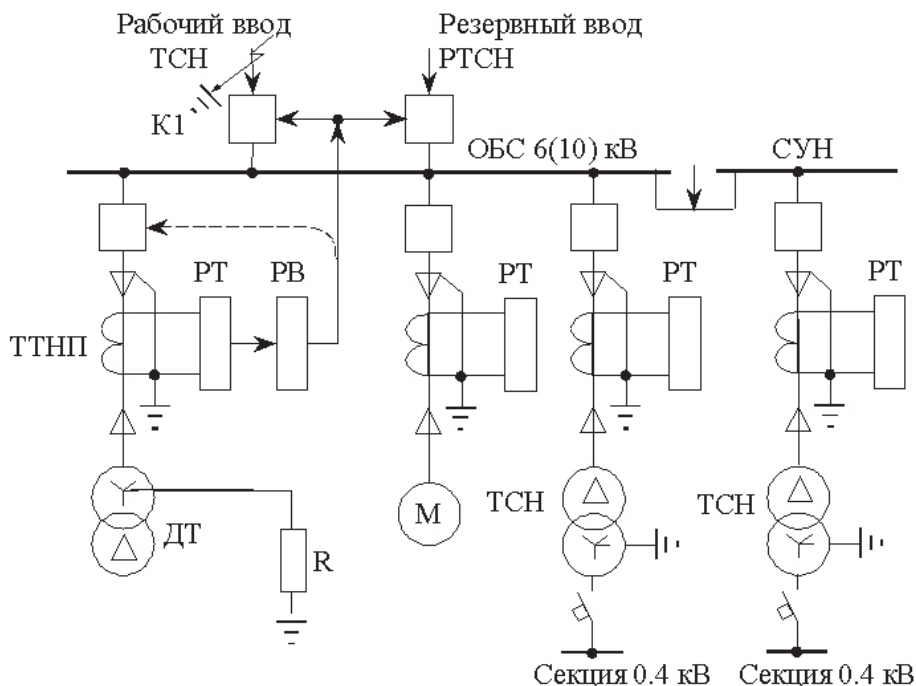 Рабочий ввод
ТСН
Резервный ввод
РТСН
К1
ОБС 6(10) кВ
СУН
РТ
РВ
РТ
РТ
РТ
ТТНП
ДТ
R
М
ТСН
ТСН
Секция 0.4 кВ
Секция 0.4 кВ